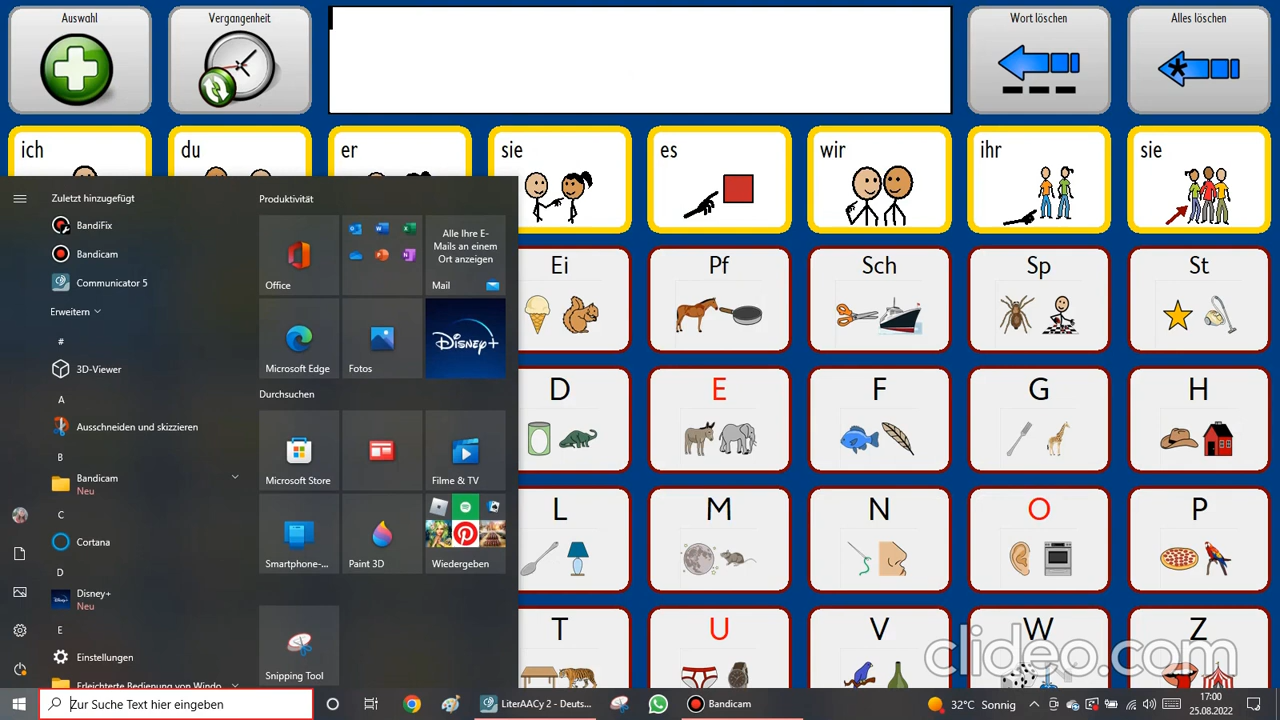 Auswahl
Vergangenheit
Wort löschen
Alles löschen
ich
du
er
sie
es
wir
ihr
sie
Ei
Pf
Sch
Sp
St
D
E
F
G
H
L
M
N
O
P
T
U
V
W
Z
Zuletzt hinzugefügt
BandiFix
Bandicam
Communicator 5
Erweitern
#
3D-Viewer
A
Ausschneiden und skizzieren
B
Bandicam
Neu
C
Cortana
D
Disney+
Neu
E
Einstellungen
Erleichterte Bedienung von Windo...
Produktivität
Office
Alle Ihre E-
Mails an einem
Ort anzeigen
Mail
Microsoft Edge
Fotos
Disney+
Durchsuchen
Microsoft Store
Filme & TV
Smartphone-...
Paint 3D
Wiedergeben
Snipping Tool
clideo.com
Zur Suche Text hier eingeben
LiterAACy 2 - Deuts...
Bandicam
32°C Sonnig
17:00
25.08.2022